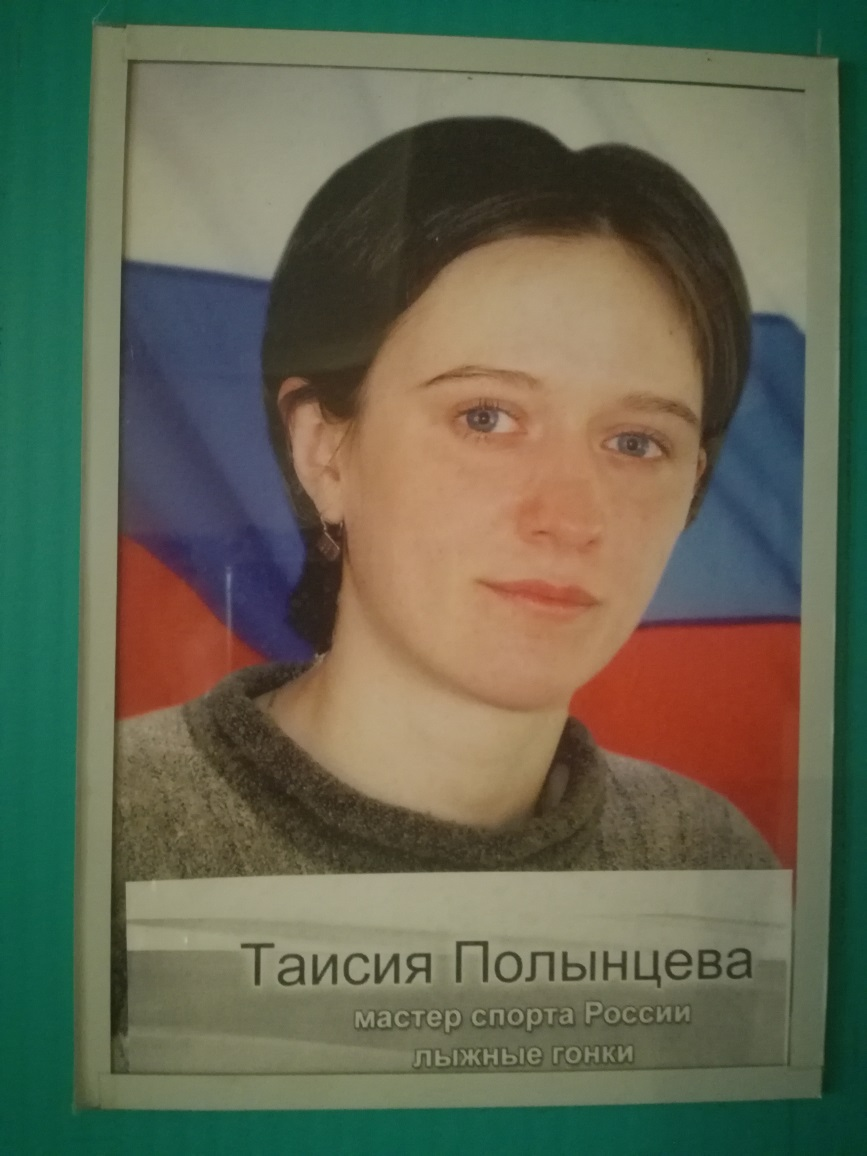 Таисия Полынцева
мастер спорта России
лыжные гонки